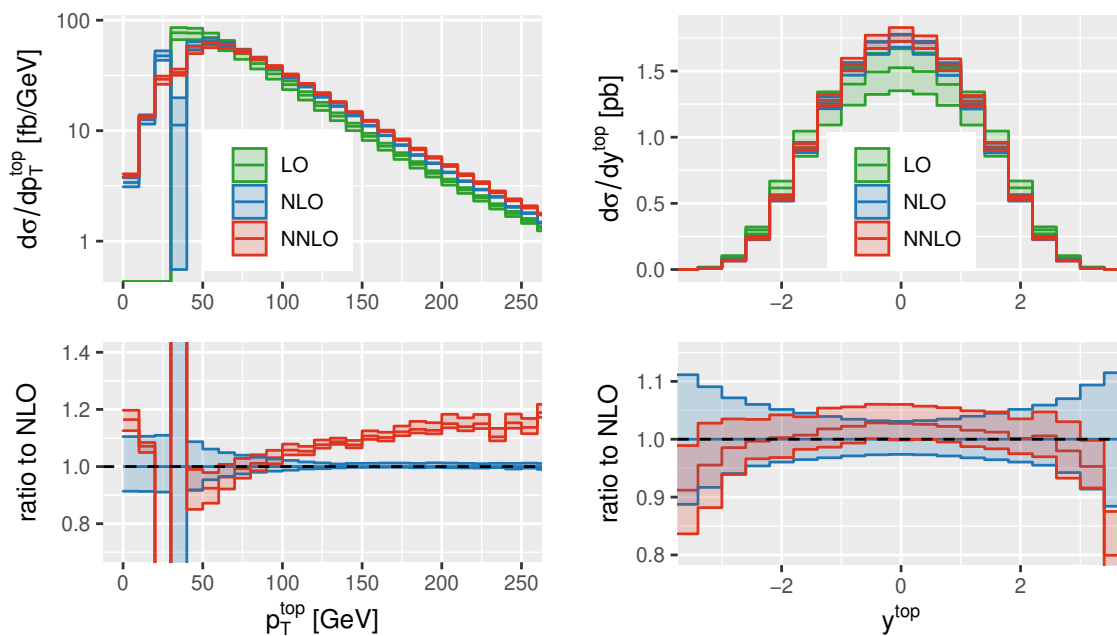 100
10
1
dσ/dp_T^top [fb/GeV]
LO
NLO
NNLO
0 50 100 150 200 250
1.5
1.0
0.5
0.0
dσ/dy^top [pb]
LO
NLO
NNLO
−2 0 2
1.4
1.2
1.0
0.8
ratio to NLO
0 50 100 150 200 250
p_T^top [GeV]
1.1
1.0
0.9
0.8
ratio to NLO
−2 0 2
y^top